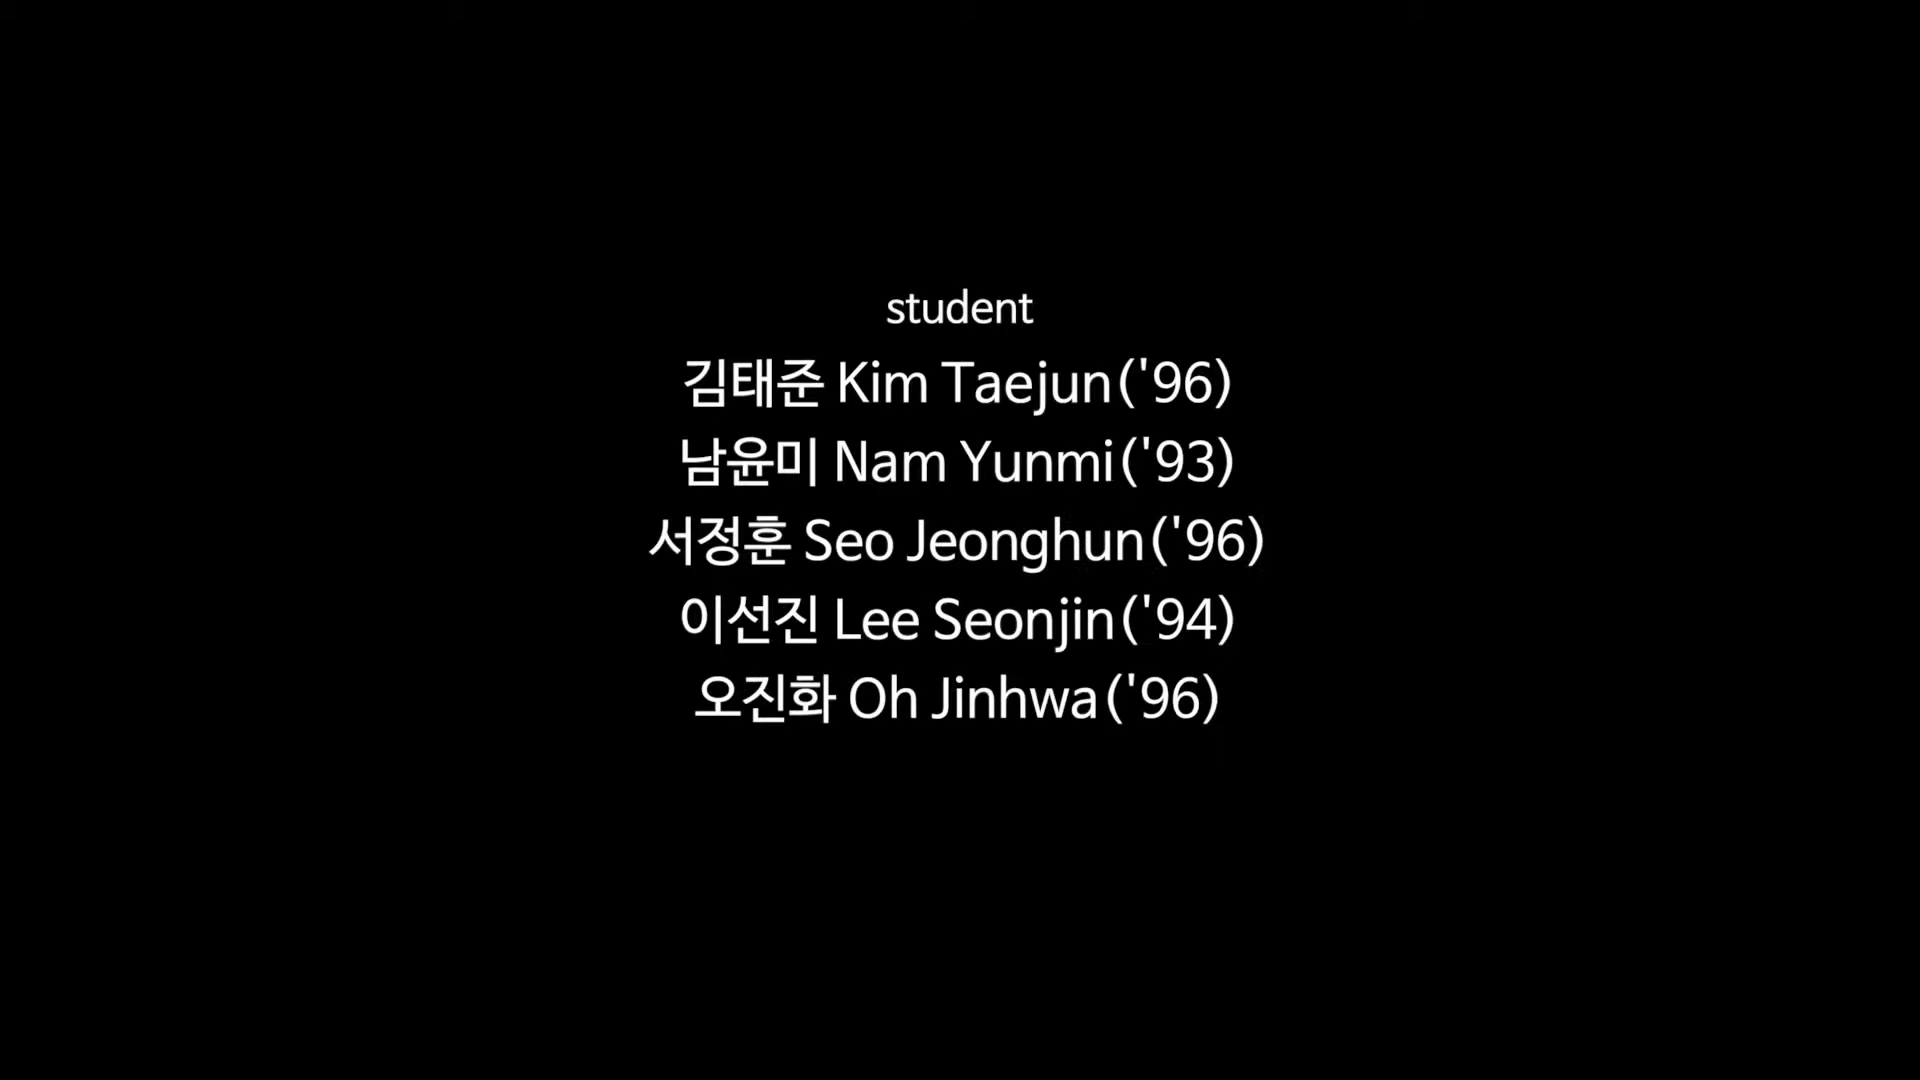 student
김태준 Kim Taejun('96)
남윤미 Nam Yunmi('93)
서정훈 Seo Jeonghun('96)
이선진 Lee Seonjin('94)
오진화 Oh Jinhwa('96)